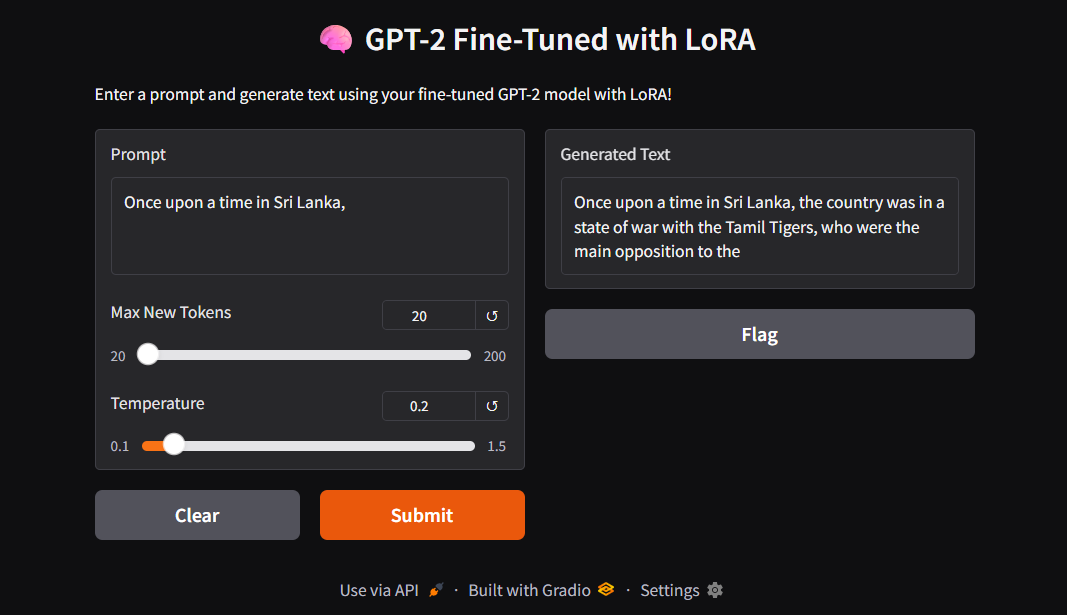 GPT-2 Fine-Tuned with LoRA
Enter a prompt and generate text using your fine-tuned GPT-2 model with LoRA!
Prompt
Once upon a time in Sri Lanka,
Max New Tokens
20
20
200
Temperature
0.2
0.1
1.5
Clear
Submit
Generated Text
Once upon a time in Sri Lanka, the country was in a
state of war with the Tamil Tigers, who were the
main opposition to the
Flag
Use via API · Built with Gradio · Settings